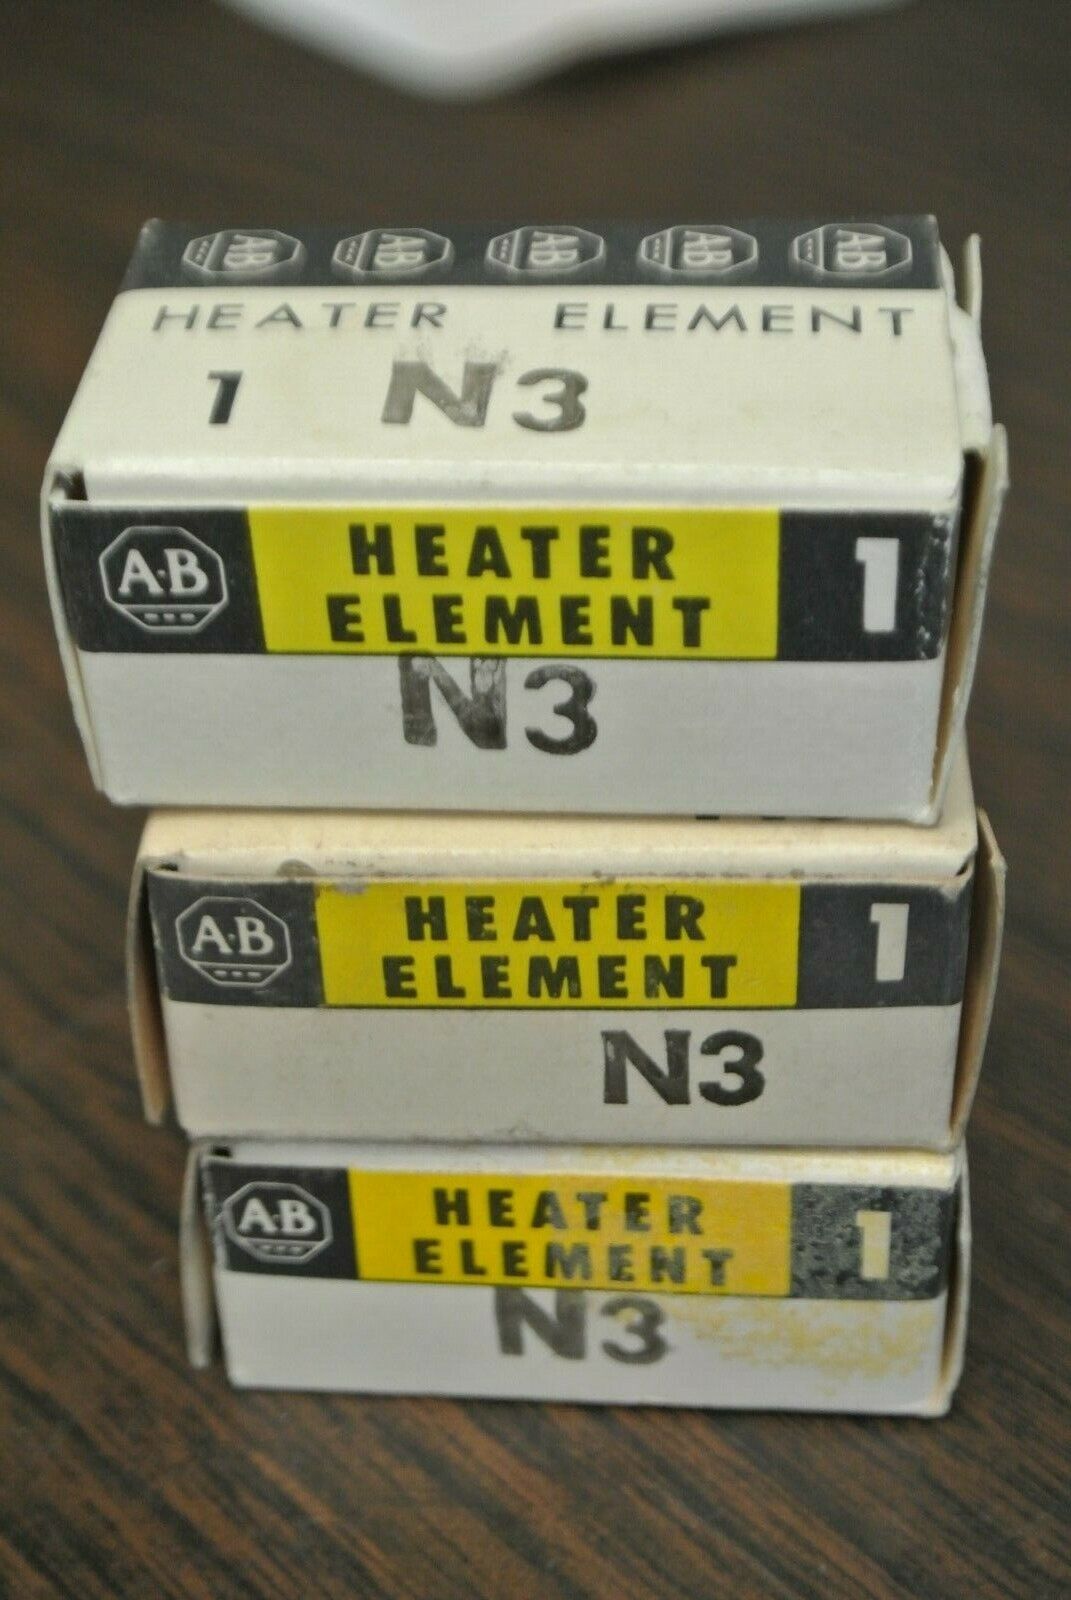 AB AB AB AB AB
HEATER ELEMENT
1 N3
A·B HEATER ELEMENT 1
N3
A·B HEATER ELEMENT 1
N3
A·B HEATER ELEMENT 1
N3